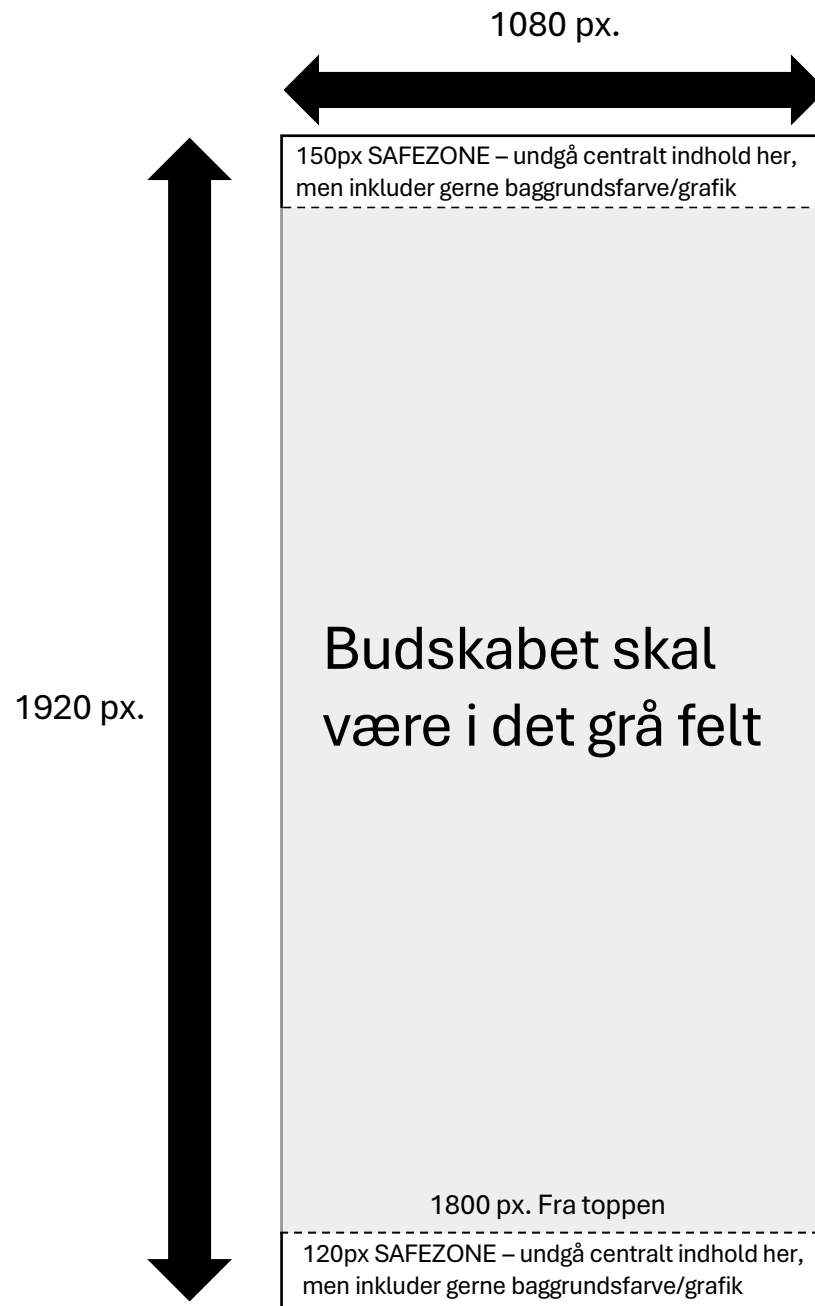 1080 px.
150px SAFEZONE – undgå centralt indhold her,
men inkluder gerne baggrundsfarve/grafik
Budskabet skal
være i det grå felt
1920 px.
1800 px. Fra toppen
120px SAFEZONE – undgå centralt indhold her,
men inkluder gerne baggrundsfarve/grafik